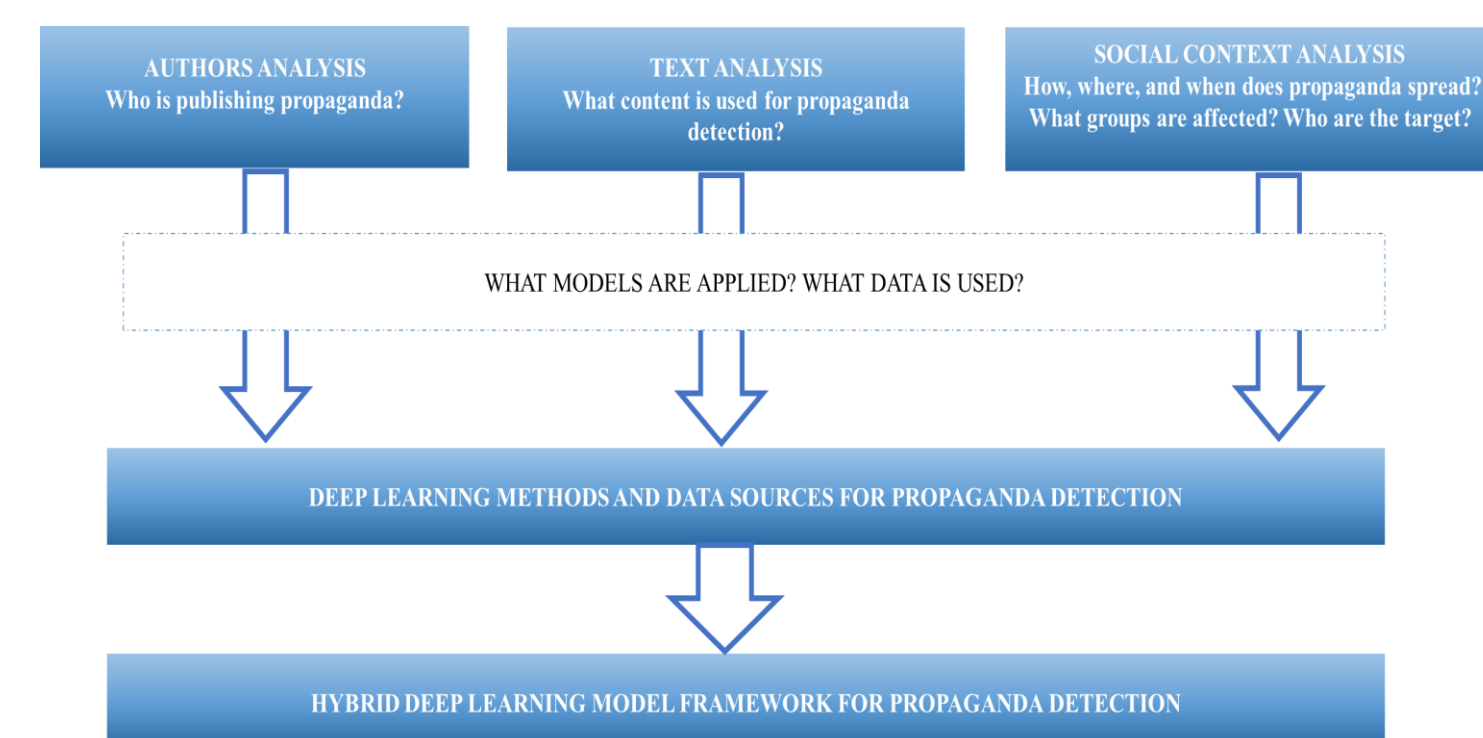 AUTHORS ANALYSIS
Who is publishing propaganda?
TEXT ANALYSIS
What content is used for propaganda
detection?
SOCIAL CONTEXT ANALYSIS
How, where, and when does propaganda spread?
What groups are affected? Who are the target?
WHAT MODELS ARE APPLIED? WHAT DATA IS USED?
DEEP LEARNING METHODS AND DATA SOURCES FOR PROPAGANDA DETECTION
HYBRID DEEP LEARNING MODEL FRAMEWORK FOR PROPAGANDA DETECTION